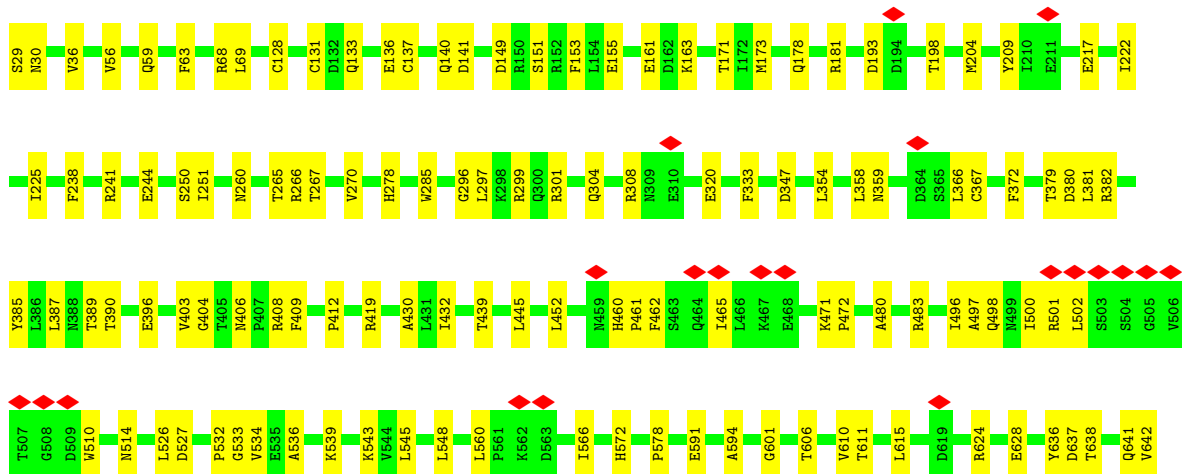 S29 N30 V36 V56 Q59 F63 R68 L69 C128 C131 D132 Q133 E136 C137 Q140 D141 D149 R150 S151 R152 F153 L154 E155 E161 D162 K163 T171 I172 M173 Q178 R181 D193 D194 T198 M204 Y209 I210 E211 E217 I222
I225 F238 R241 E244 S250 I251 N260 T265 R266 T267 V270 H278 W285 G296 L297 K298 R299 Q300 R301 Q304 R308 N309 E310 E320 F333 D347 L354 L358 N359 D364 S365 L366 C367 F372 T379 D380 L381 R382
Y385 L386 L387 N388 T389 T390 E396 V403 G404 T405 N406 P407 R408 F409 P412 R419 A430 L431 I432 T439 L445 L452 N459 H460 P461 F462 S463 Q464 I465 L466 K467 E468 K471 P472 A480 R483 I496 A497 Q498 N499 I500 R501 L502 S503 S504 G505 V506
T507 G508 D509 W510 N514 L526 D527 P532 G533 V534 E535 A536 K539 K543 V544 L545 L548 L560 P561 K562 D563 I566 H572 P578 E591 A594 G601 T606 V610 T611 L615 D619 R624 E628 Y636 D637 T638 Q641 V642